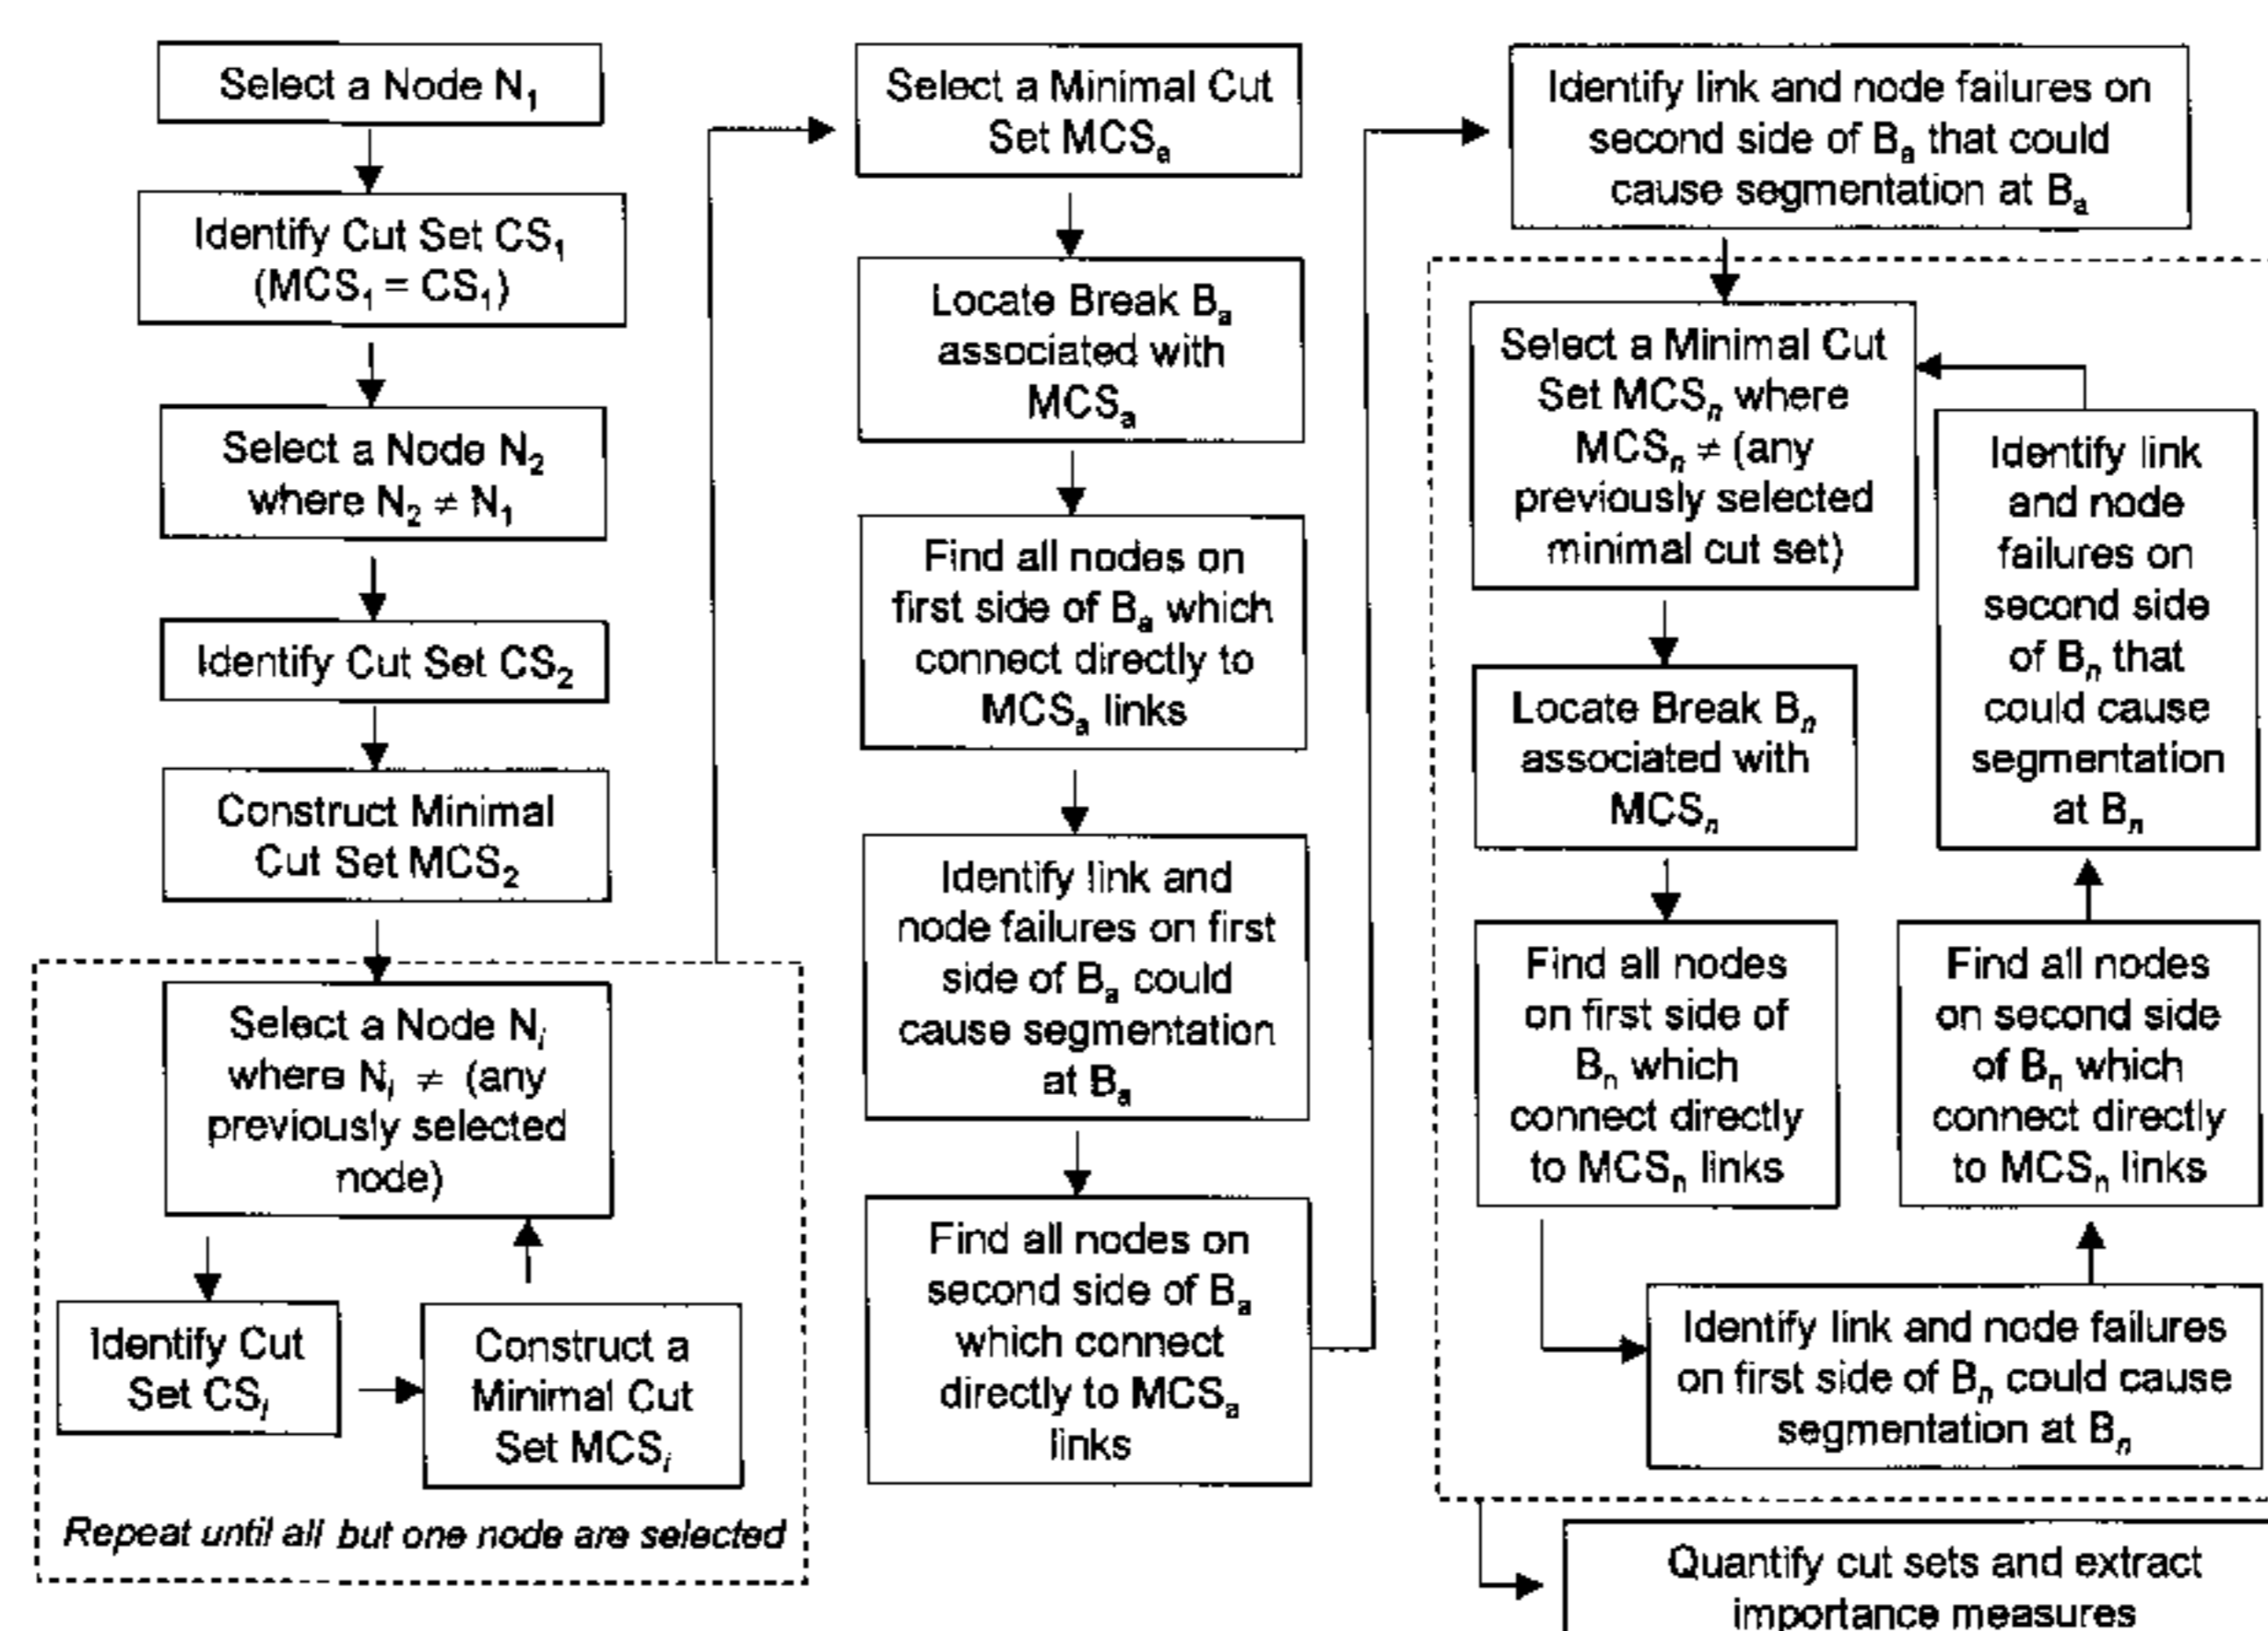 Select a Node N₁
Identify Cut Set CS₁
(MCS₁ = CS₁)
Select a Node N₂
where N₂ ≠ N₁
Identify Cut Set CS₂
Construct Minimal
Cut Set MCS₂
Select a Node Nᵢ
where Nᵢ ≠ (any
previously selected
node)
Identify Cut
Set CSᵢ
Construct a
Minimal Cut
Set MCSᵢ
Repeat until all but one node are selected
Select a Minimal Cut
Set MCSₐ
Locate Break Bₐ
associated with
MCSₐ
Find all nodes on
first side of Bₐ which
connect directly to
MCSₐ links
Identify link and
node failures on first
side of Bₐ could
cause segmentation
at Bₐ
Find all nodes on
second side of Bₐ
which connect
directly to MCSₐ
links
Identify link and node failures on
second side of Bₐ that could
cause segmentation at Bₐ
Select a Minimal Cut
Set MCSₙ where
MCSₙ ≠ (any
previously selected
minimal cut set)
Locate Break Bₙ
associated with
MCSₙ
Find all nodes
on first side of
Bₙ which
connect directly
to MCSₙ links
Identify link and node failures
on first side of Bₙ could cause
segmentation at Bₙ
Find all nodes
on second side
of Bₙ which
connect directly
to MCSₙ links
Identify link
and node
failures on
second side
of Bₙ that
could cause
segmentation
at Bₙ
Quantify cut sets and extract
importance measures